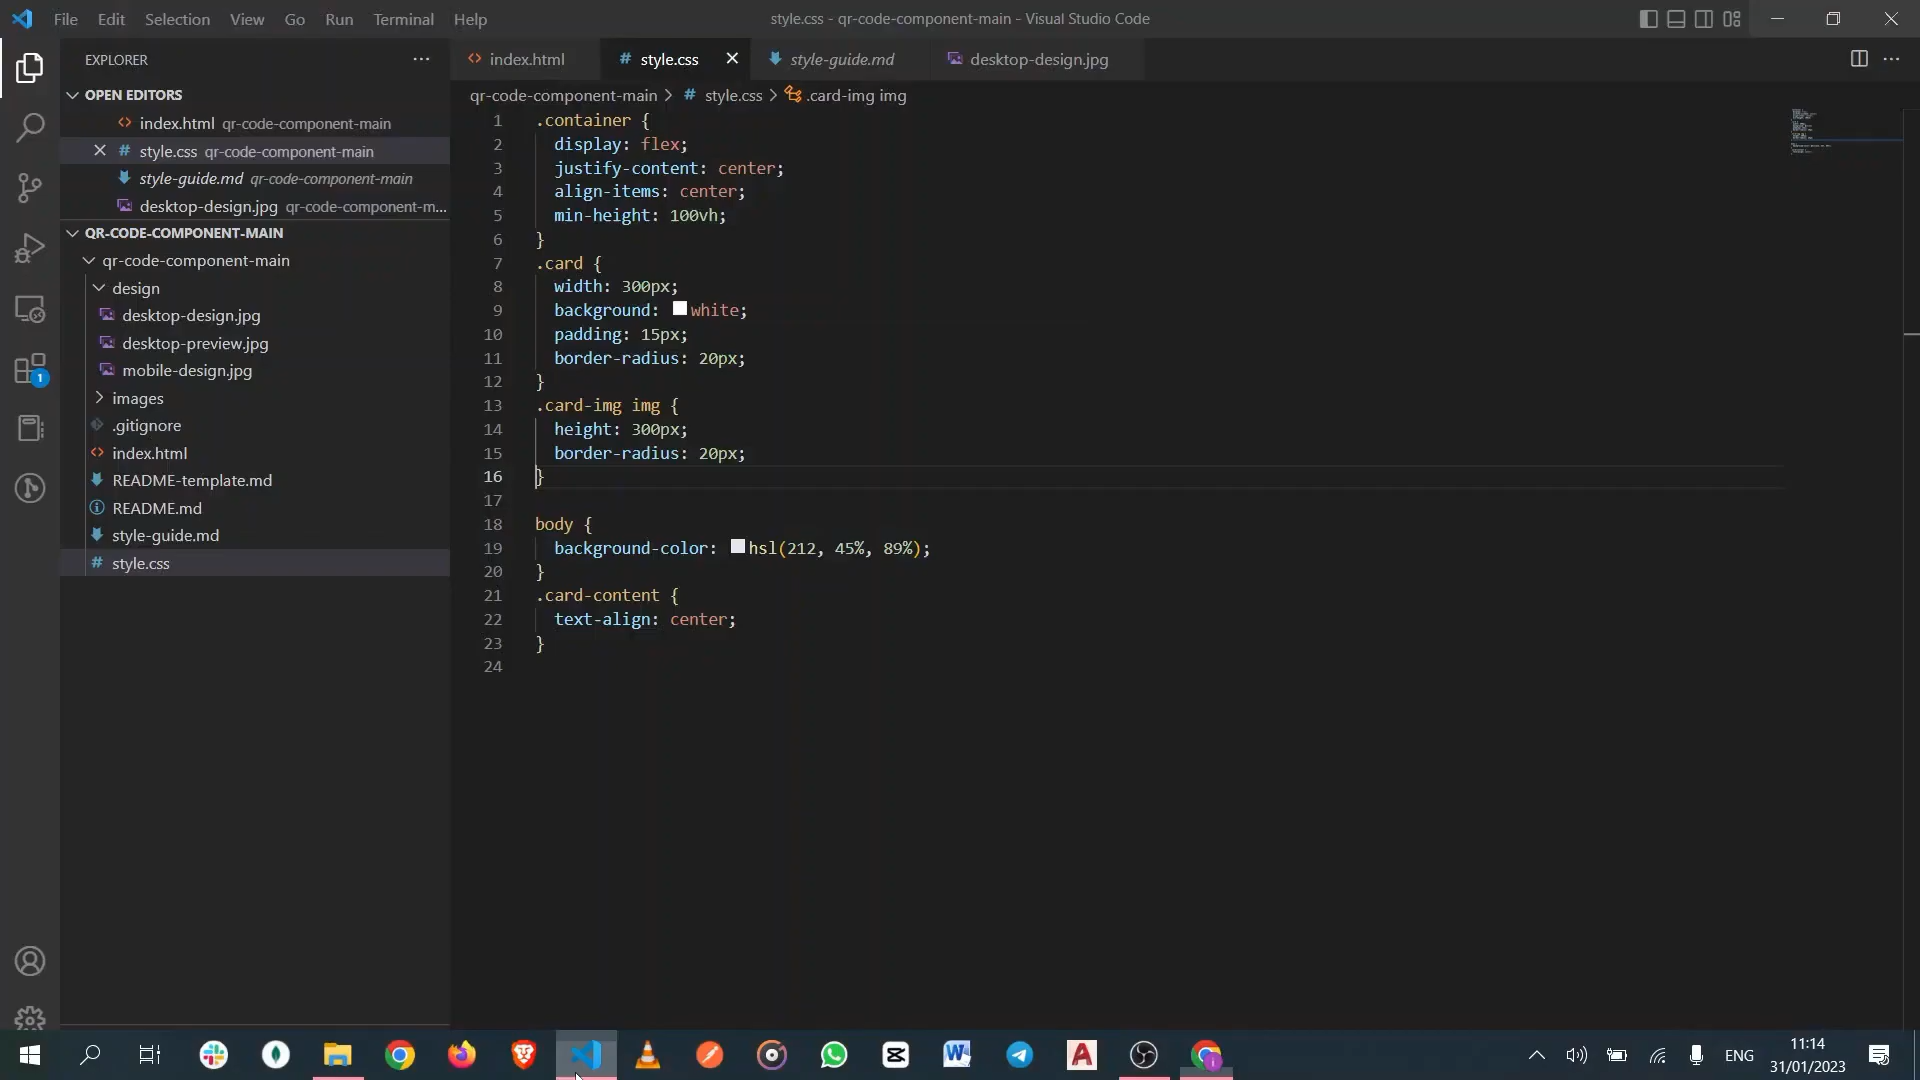 File Edit Selection View Go Run Terminal Help
style.css - qr-code-component-main - Visual Studio Code
EXPLORER
OPEN EDITORS
index.html qr-code-component-main
style.css qr-code-component-main
style-guide.md qr-code-component-main
desktop-design.jpg qr-code-component-m...
QR-CODE-COMPONENT-MAIN
qr-code-component-main
design
desktop-design.jpg
desktop-preview.jpg
mobile-design.jpg
images
.gitignore
index.html
README-template.md
README.md
style-guide.md
style.css
1
index.html
style.css
style-guide.md
desktop-design.jpg
qr-code-component-main > # style.css > .card-img img
1 .container {
2 display: flex;
3 justify-content: center;
4 align-items: center;
5 min-height: 100vh;
6 }
7 .card {
8 width: 300px;
9 background: white;
10 padding: 15px;
11 border-radius: 20px;
12 }
13 .card-img img {
14 height: 300px;
15 border-radius: 20px;
16 }
17
18 body {
19 background-color: hsl(212, 45%, 89%);
20 }
21 .card-content {
22 text-align: center;
23 }
24
ENG
11:14
31/01/2023